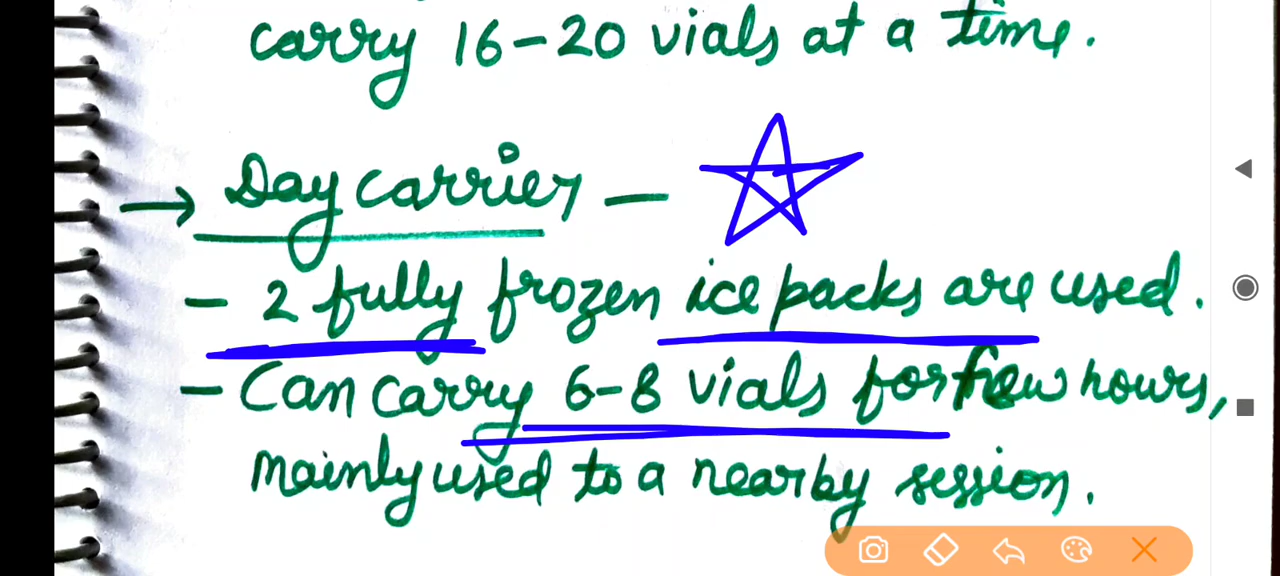 carry 16-20 vials at a time.
→ Day carrier —
- 2 fully frozen ice packs are used.
- Can carry 6-8 vials for few hours,
mainly used to a nearby session.